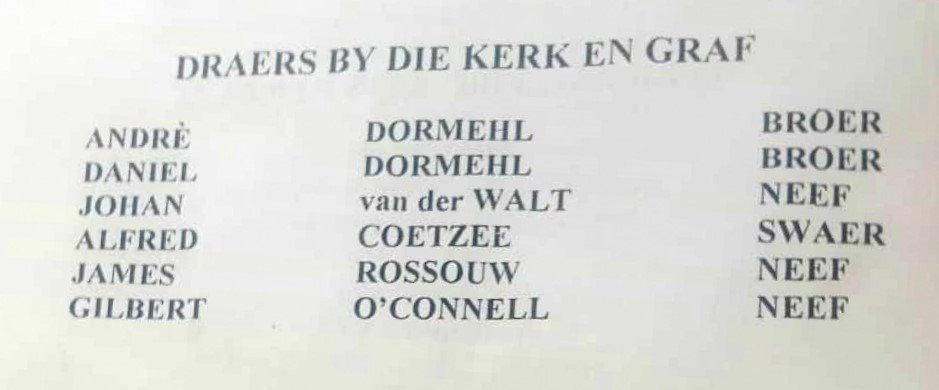 DRAERS BY DIE KERK EN GRAF
ANDRÈ DORMEHL BROER
DANIEL DORMEHL BROER
JOHAN van der WALT NEEF
ALFRED COETZEE SWAER
JAMES ROSSOUW NEEF
GILBERT O'CONNELL NEEF